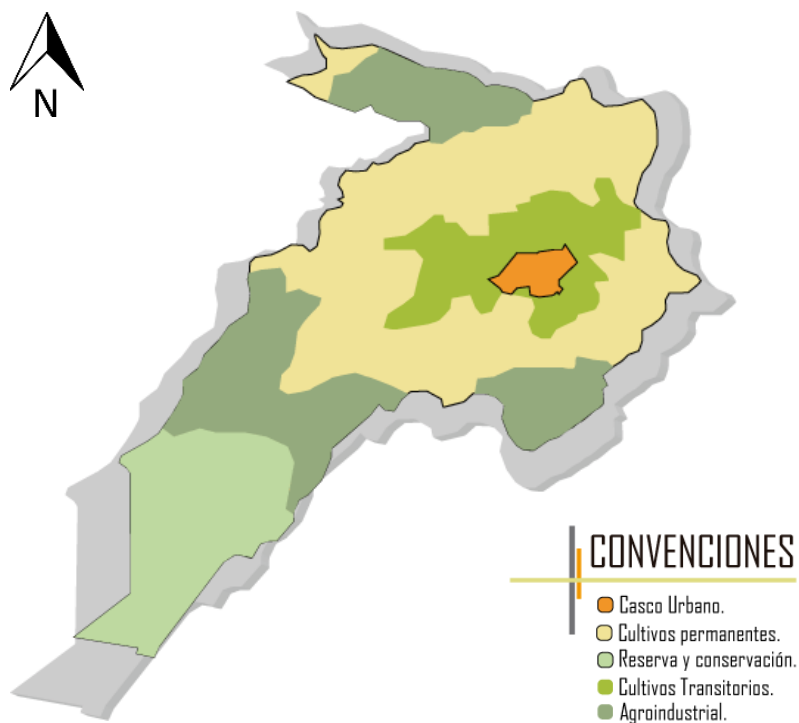 N
CONVENCIONES
Casco Urbano.
Cultivos permanentes.
Reserva y conservación.
Cultivos Transitorios.
Agroindustrial.